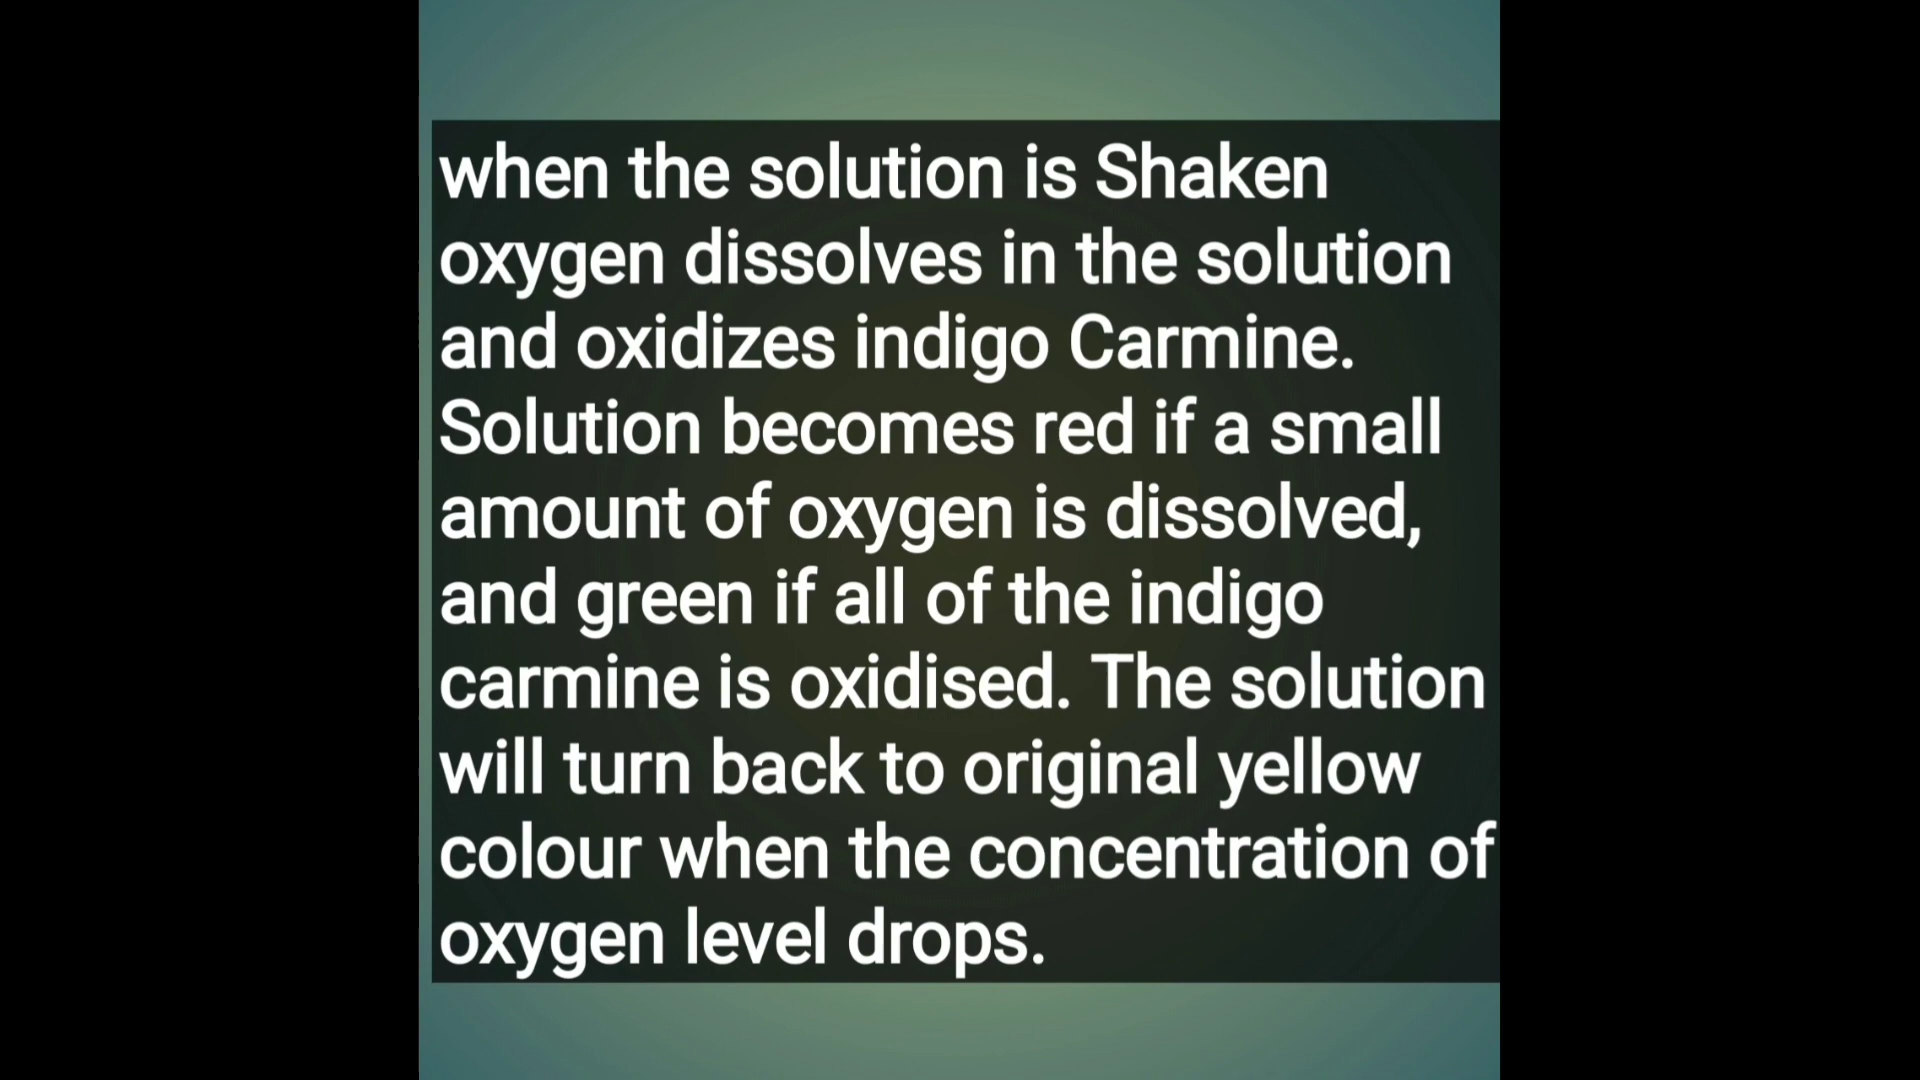 when the solution is Shaken
oxygen dissolves in the solution
and oxidizes indigo Carmine.
Solution becomes red if a small
amount of oxygen is dissolved,
and green if all of the indigo
carmine is oxidised. The solution
will turn back to original yellow
colour when the concentration of
oxygen level drops.